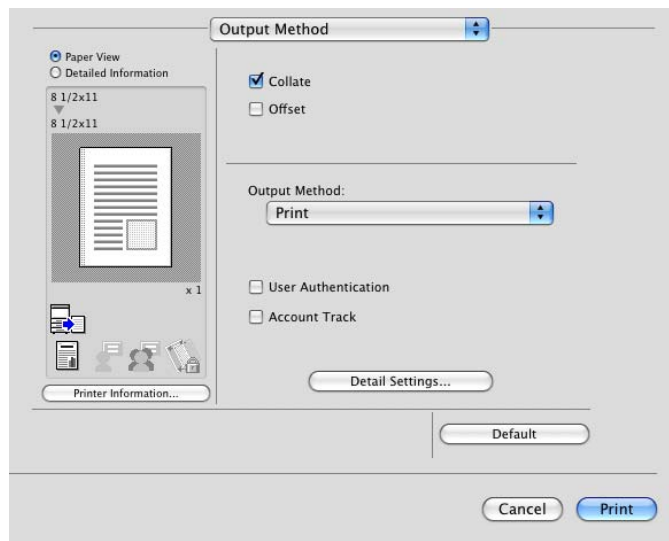 Output Method
Paper View
Detailed Information
8 1/2x11
8 1/2x11
x 1
Printer Information...
Collate
Offset
Output Method:
Print
User Authentication
Account Track
Detail Settings...
Default
Cancel
Print